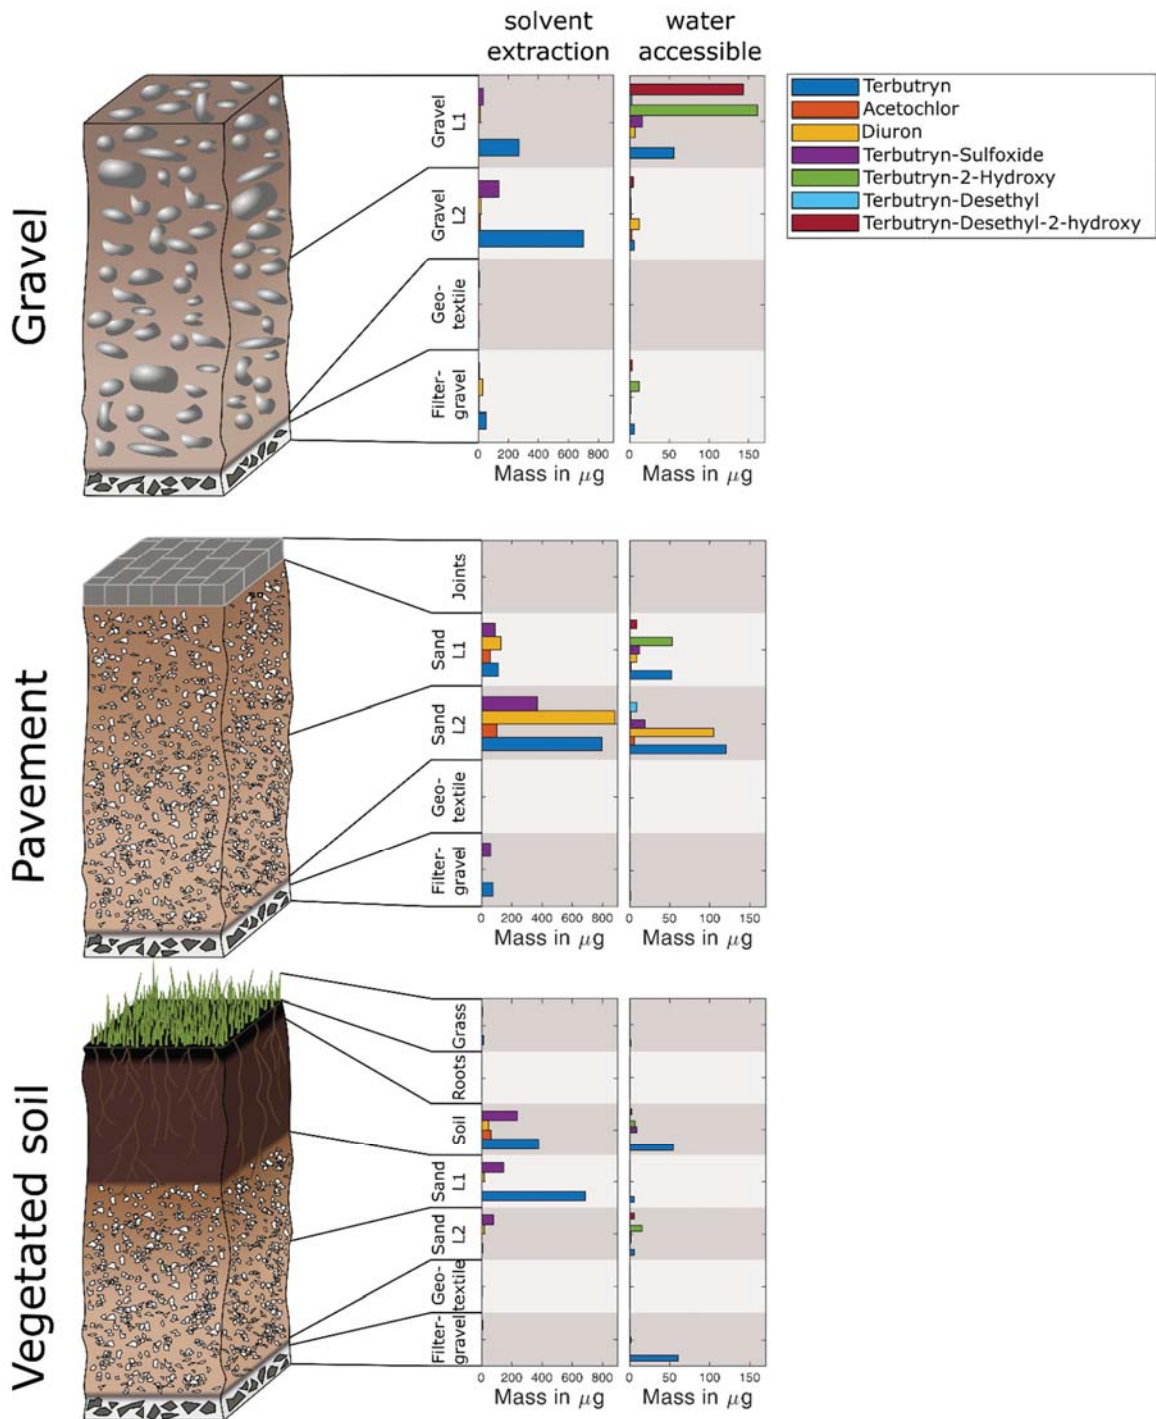 solvent
extraction
water
accessible
Terbutryn
Acetochlor
Diuron
Terbutryn-Sulfoxide
Terbutryn-2-Hydroxy
Terbutryn-Desethyl
Terbutryn-Desethyl-2-hydroxy
Gravel
Gravel
L1
Gravel
L2
Geo-
textile
Filter-
gravel
0 200 400 600 800
Mass in μg
0 50 100 150
Mass in μg
Pavement
Joints
Sand
L1
Sand
L2
Geo-
textile
Filter-
gravel
0 200 400 600 800
Mass in μg
0 50 100 150
Mass in μg
Vegetated soil
Grass
Roots
Soil
Sand
L1
Sand
L2
Geo-
textile
Filter-
gravel
0 200 400 600 800
Mass in μg
0 50 100 150
Mass in μg